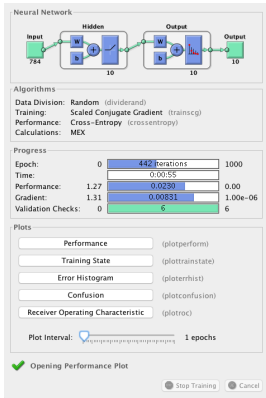 Neural Network
Hidden
Output
Input
Output
W
W
b
b
784
10
10
10
Algorithms
Data Division: Random (dividerand)
Training: Scaled Conjugate Gradient (trainscg)
Performance: Cross-Entropy (crossentropy)
Calculations: MEX
Progress
Epoch: 0 442 iterations 1000
Time: 0:00:55
Performance: 1.27 0.0230 0.00
Gradient: 1.31 0.00831 1.00e-06
Validation Checks: 0 6 6
Plots
Performance (plotperform)
Training State (plottrainstate)
Error Histogram (ploterrhist)
Confusion (plotconfusion)
Receiver Operating Characteristic (plotroc)
Plot Interval: 1 epochs
Opening Performance Plot
Stop Training Cancel